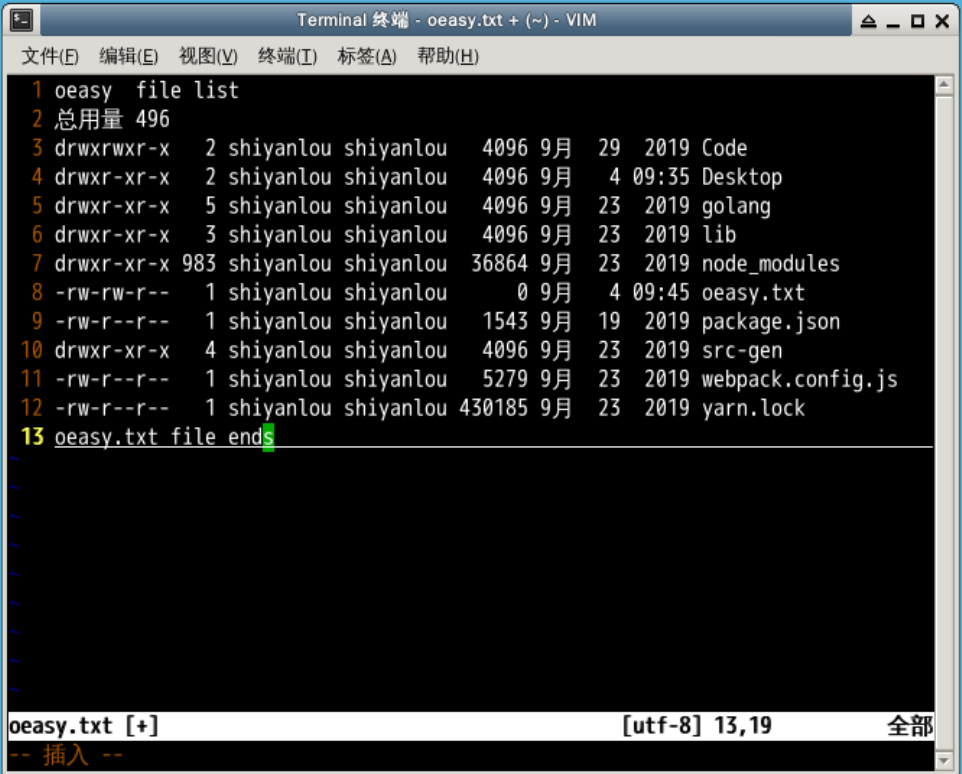 Terminal 终端 - oeasy.txt + (~) - VIM
文件(F) 编辑(E) 视图(V) 终端(T) 标签(A) 帮助(H)
1 oeasy  file list
2 总用量 496
3 drwxrwxr-x   2 shiyanlou shiyanlou   4096 9月  29  2019 Code
4 drwxr-xr-x   2 shiyanlou shiyanlou   4096 9月   4 09:35 Desktop
5 drwxr-xr-x   5 shiyanlou shiyanlou   4096 9月  23  2019 golang
6 drwxr-xr-x   3 shiyanlou shiyanlou   4096 9月  23  2019 lib
7 drwxr-xr-x 983 shiyanlou shiyanlou  36864 9月  23  2019 node_modules
8 -rw-rw-r--   1 shiyanlou shiyanlou      0 9月   4 09:45 oeasy.txt
9 -rw-r--r--   1 shiyanlou shiyanlou   1543 9月  19  2019 package.json
10 drwxr-xr-x   4 shiyanlou shiyanlou   4096 9月  23  2019 src-gen
11 -rw-r--r--   1 shiyanlou shiyanlou   5279 9月  23  2019 webpack.config.js
12 -rw-r--r--   1 shiyanlou shiyanlou 430185 9月  23  2019 yarn.lock
13 oeasy.txt file ends
~
~
~
~
~
~
~
~
~
oeasy.txt [+] [utf-8] 13,19 全部
-- 插入 --